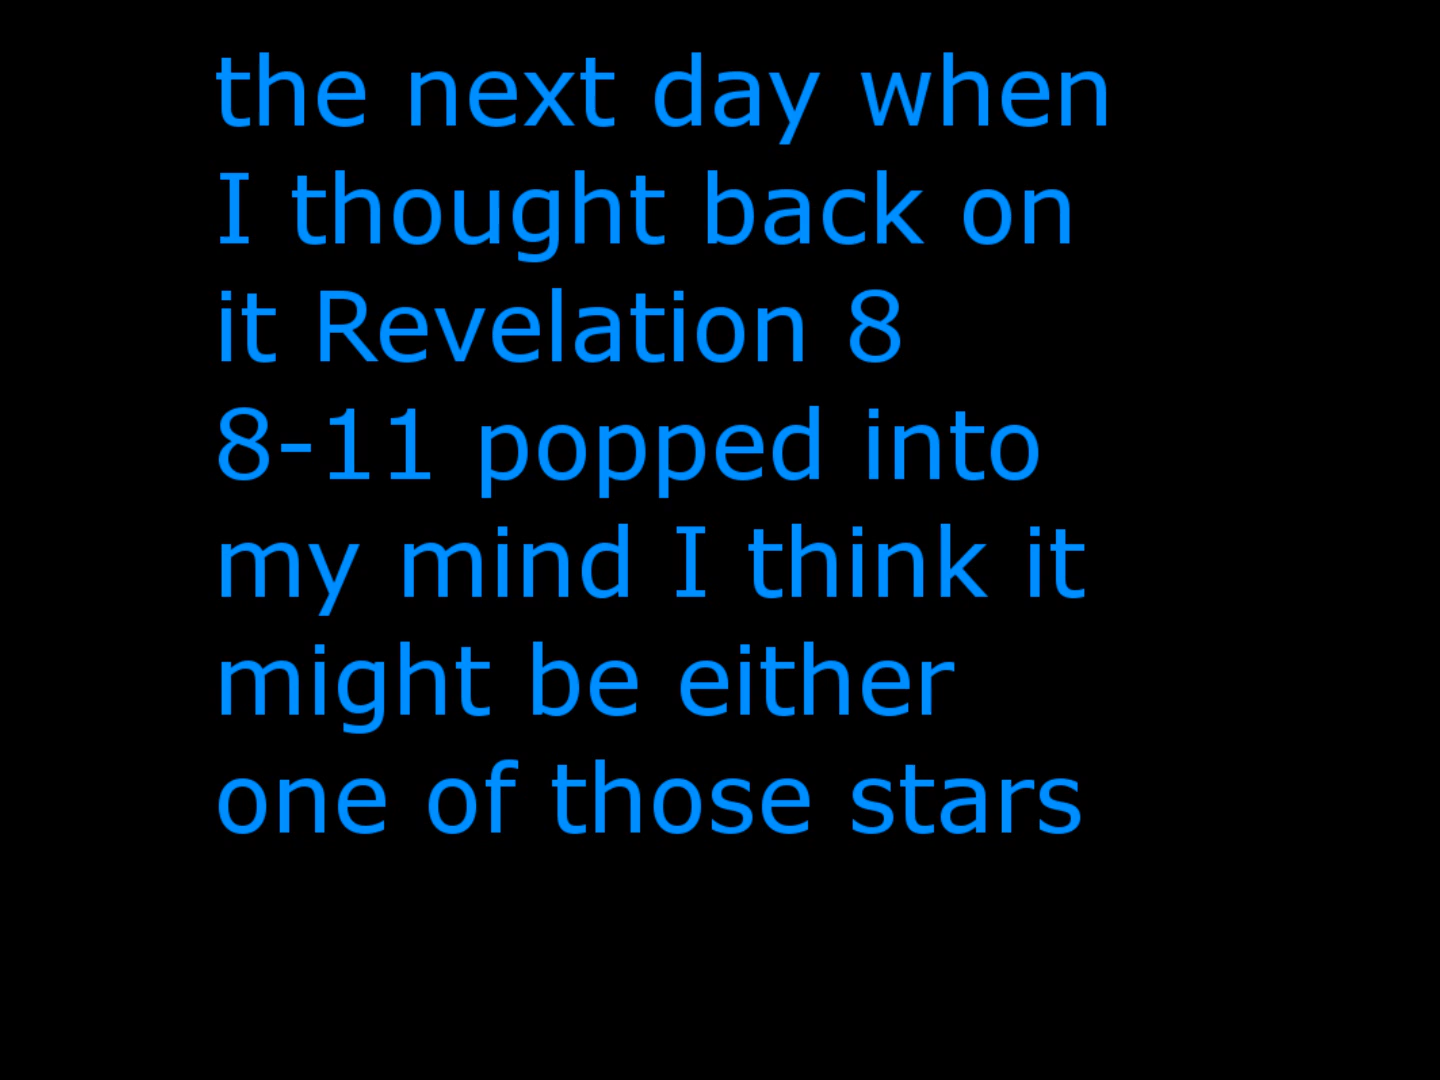 the next day when
I thought back on
it Revelation 8
8-11 popped into
my mind I think it
might be either
one of those stars